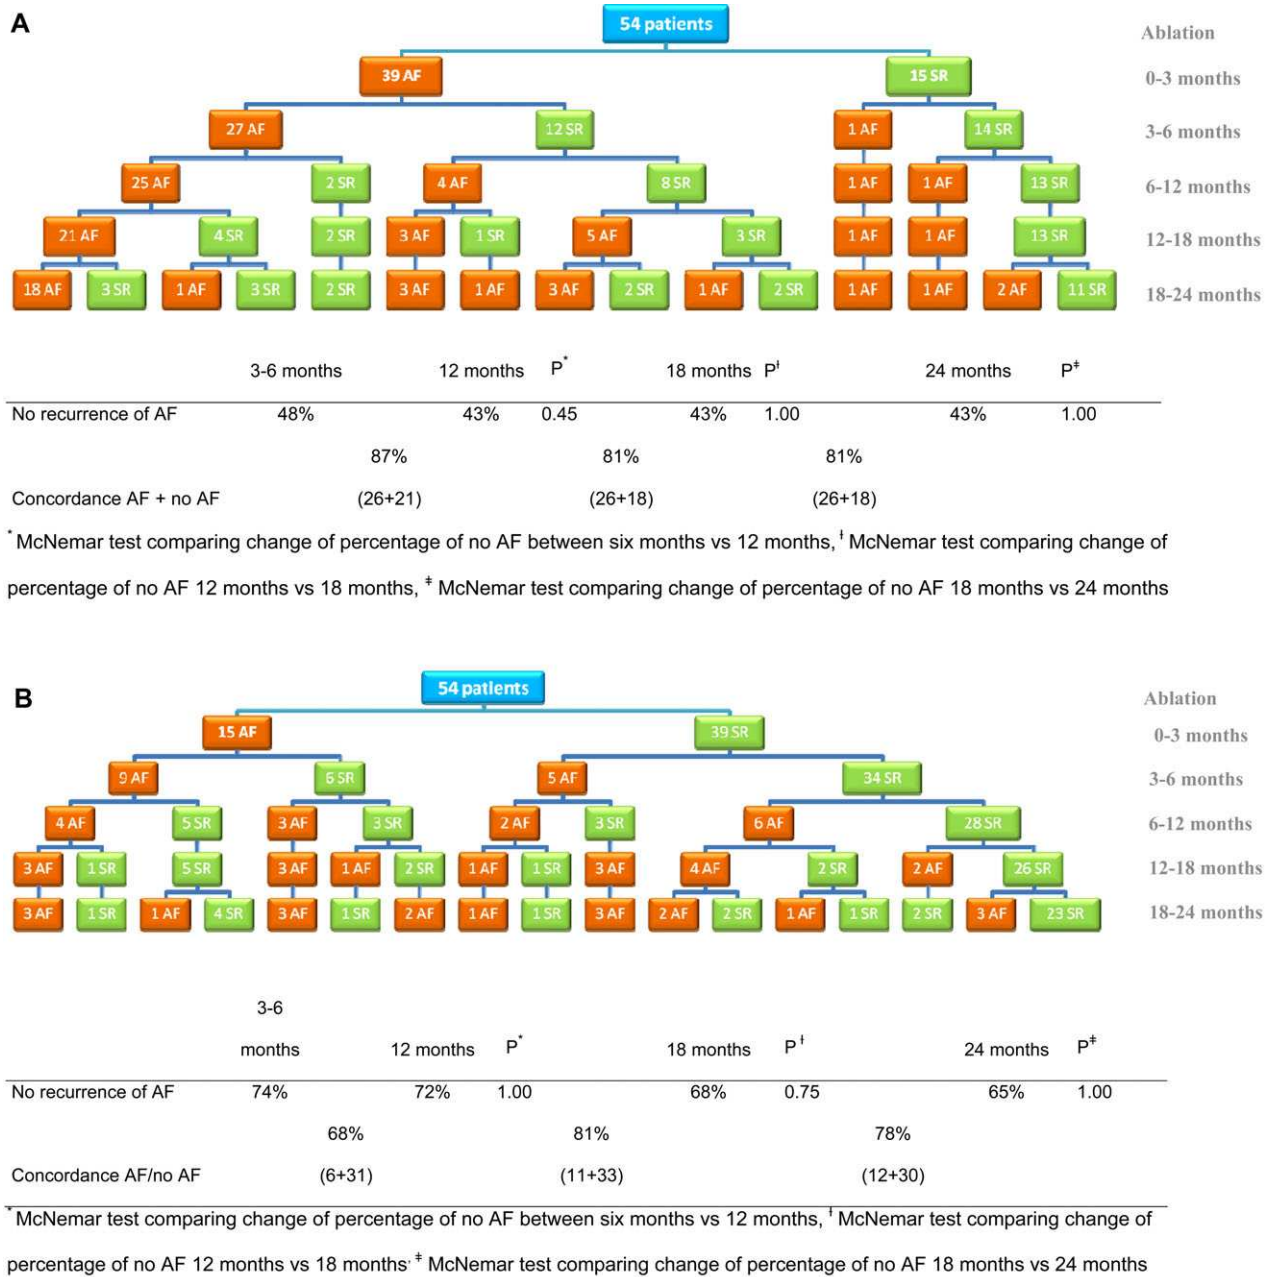 A
54 patients
Ablation
39 AF 15 SR 0-3 months
27 AF 12 SR 1 AF 14 SR 3-6 months
25 AF 2 SR 4 AF 8 SR 1 AF 1 AF 13 SR 6-12 months
21 AF 4 SR 2 SR 3 AF 1 SR 5 AF 3 SR 1 AF 1 AF 13 SR 12-18 months
18 AF 3 SR 1 AF 3 SR 2 SR 3 AF 1 AF 3 AF 2 SR 1 AF 2 SR 1 AF 1 AF 2 AF 11 SR 18-24 months
3-6 months 12 months P* 18 months Pƚ 24 months P‡
No recurrence of AF 48% 43% 0.45 43% 1.00 43% 1.00
87% 81% 81%
Concordance AF + no AF (26+21) (26+18) (26+18)
* McNemar test comparing change of percentage of no AF between six months vs 12 months, ƚ McNemar test comparing change of
percentage of no AF 12 months vs 18 months, ‡ McNemar test comparing change of percentage of no AF 18 months vs 24 months
B
54 patients
Ablation
15 AF 39 SR 0-3 months
9 AF 6 SR 5 AF 34 SR 3-6 months
4 AF 5 SR 3 AF 3 SR 2 AF 3 SR 6 AF 28 SR 6-12 months
3 AF 1 SR 5 SR 3 AF 1 AF 2 SR 1 AF 1 SR 3 AF 4 AF 2 SR 2 AF 26 SR 12-18 months
3 AF 1 SR 1 AF 4 SR 3 AF 1 SR 2 AF 1 AF 1 SR 3 AF 2 AF 2 SR 1 AF 1 SR 2 SR 3 AF 23 SR 18-24 months
3-6
months 12 months P* 18 months P ƚ 24 months P‡
No recurrence of AF 74% 72% 1.00 68% 0.75 65% 1.00
68% 81% 78%
Concordance AF/no AF (6+31) (11+33) (12+30)
* McNemar test comparing change of percentage of no AF between six months vs 12 months, ƚ McNemar test comparing change of
percentage of no AF 12 months vs 18 months, ‡ McNemar test comparing change of percentage of no AF 18 months vs 24 months